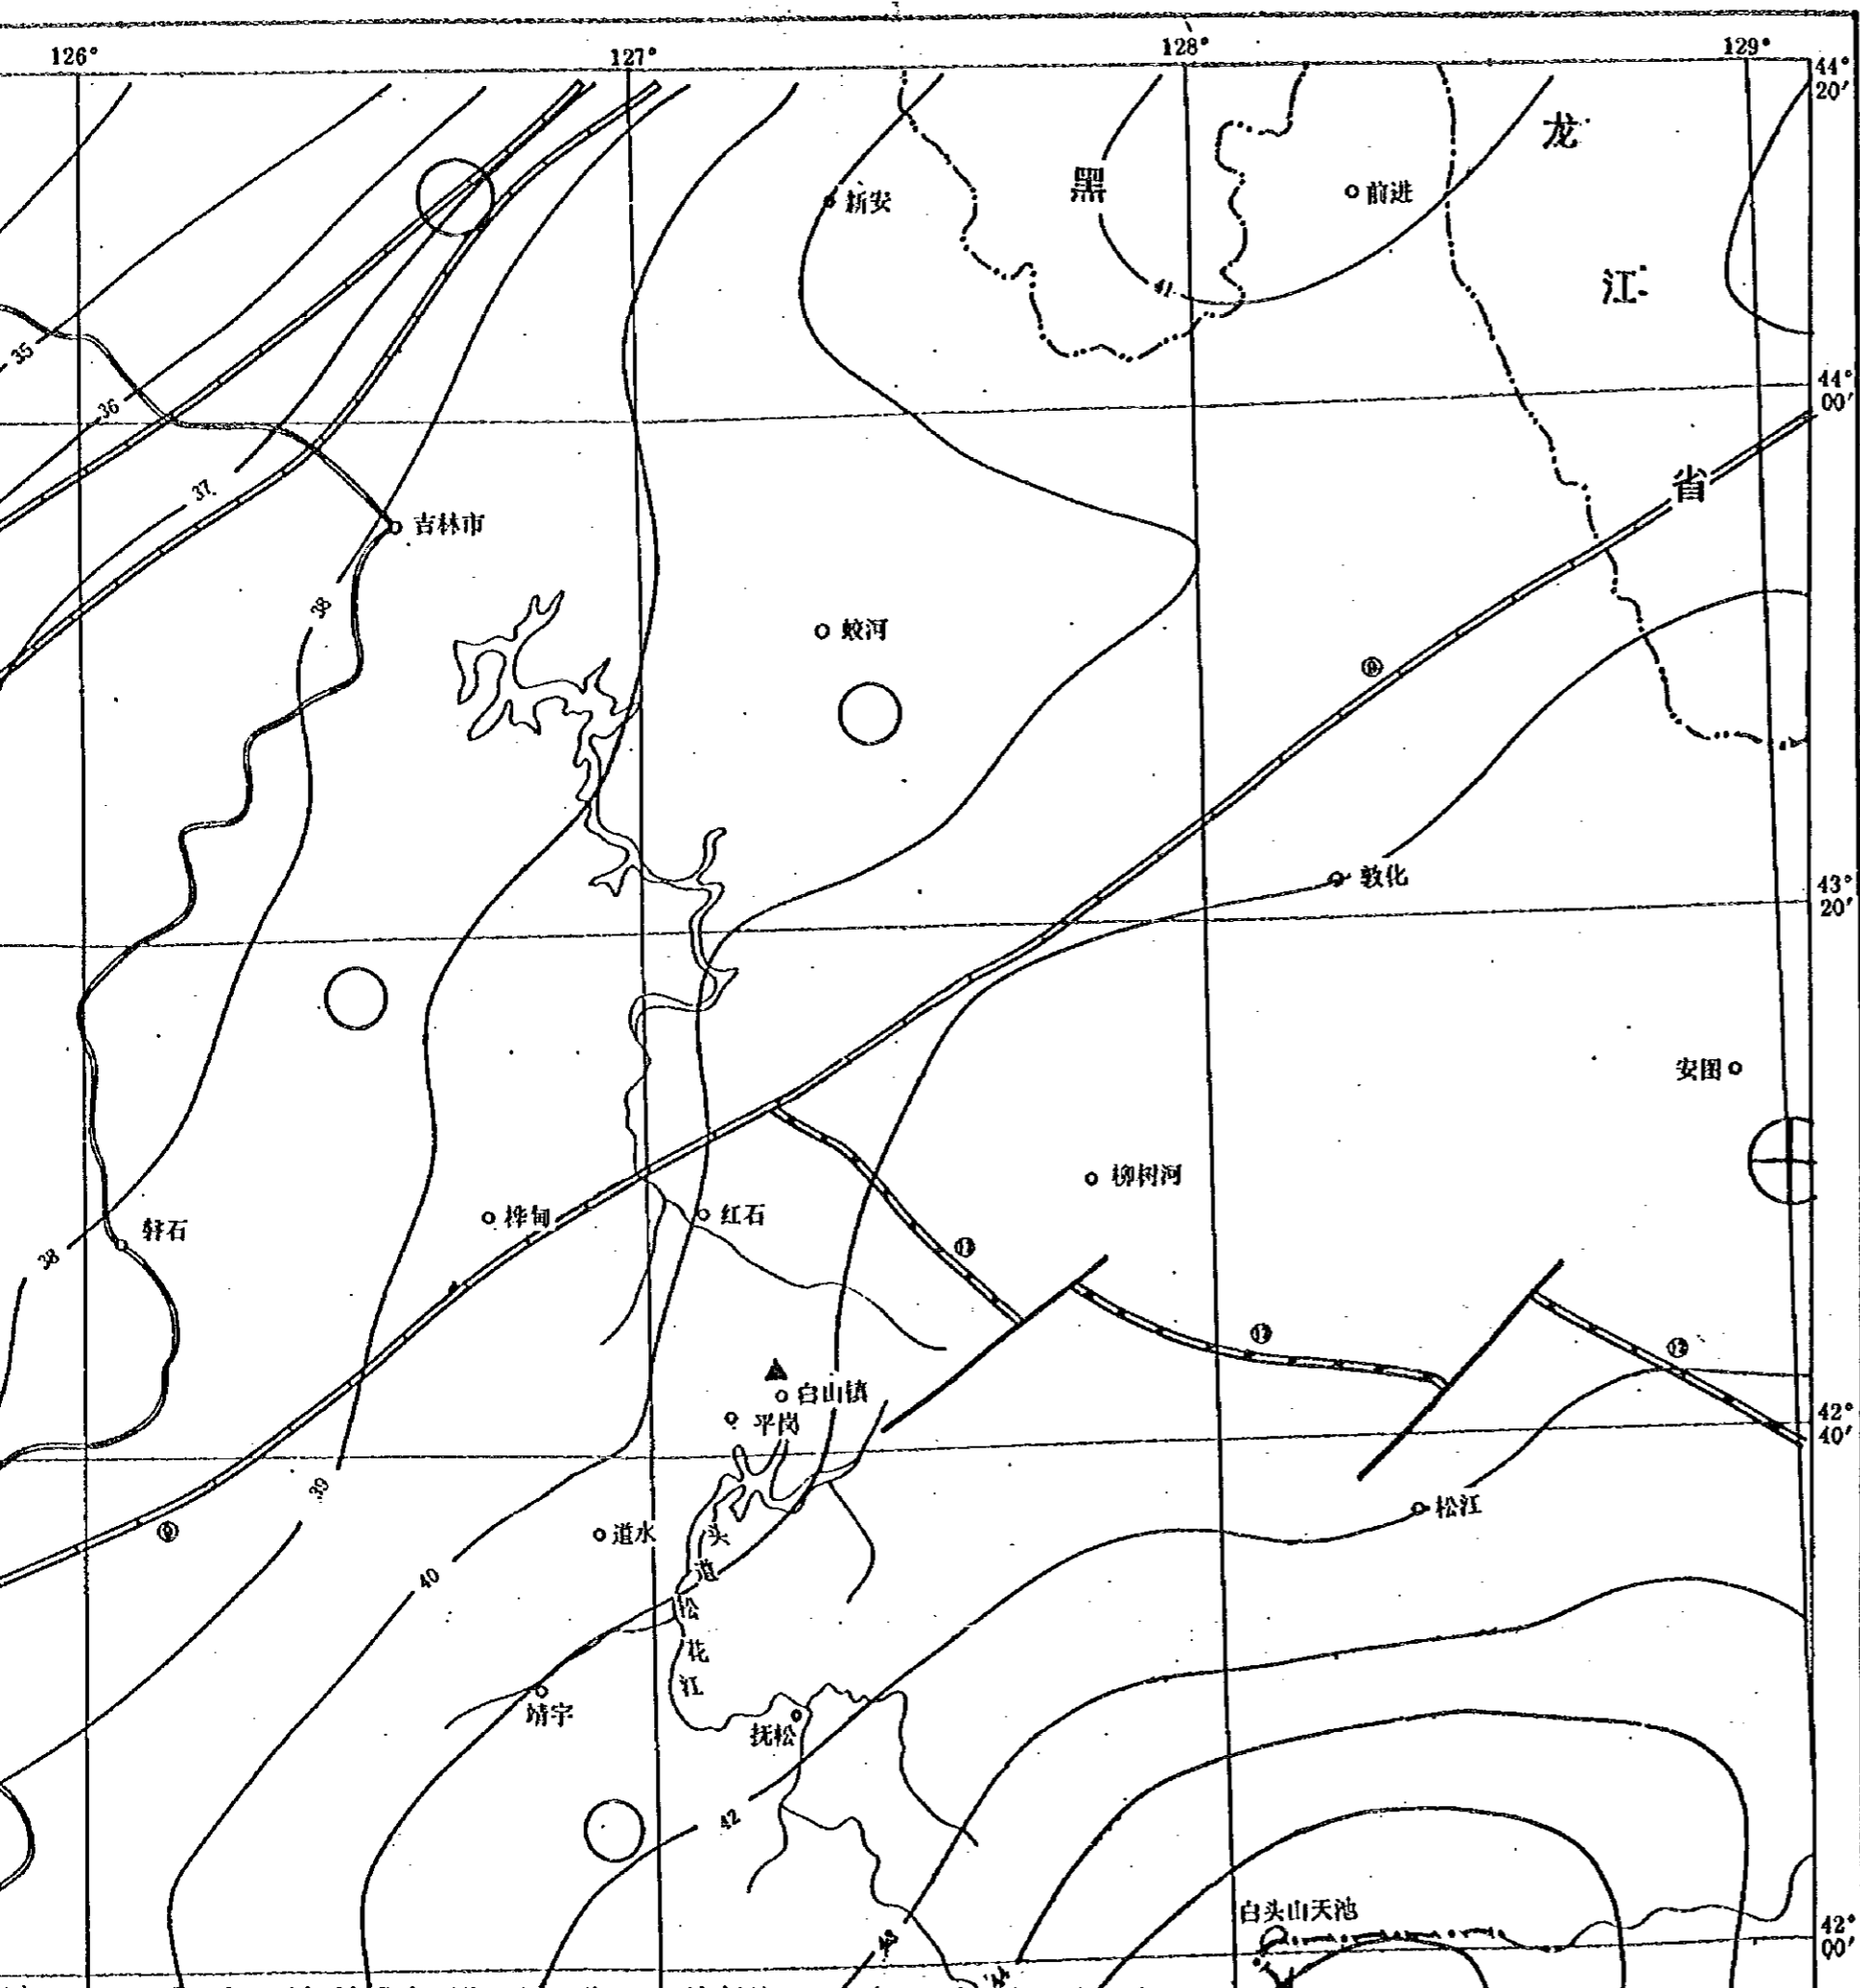 126° 127° 128° 129°
44°
20′
龙
黑
前进
新安
江
41
35
36
44°
00′
37
省
吉林市
38
蛟河
⑨
敦化
43°
20′
安图
柳树河
桦甸
红石
38
白山镇
平岗
42°
40′
39
松江
道水
头
道
松
花
江
40
靖宇
抚松
42
白头山天池
42°
00′